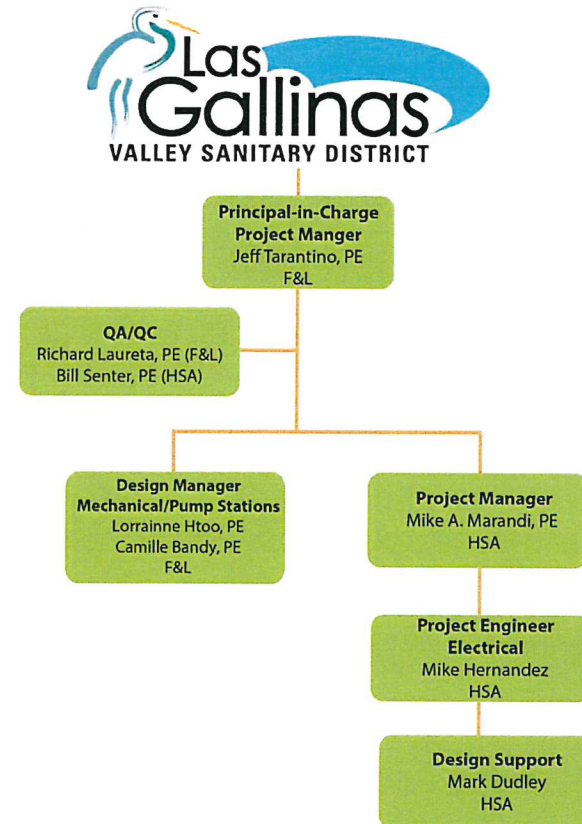 Las
Gallinas
VALLEY SANITARY DISTRICT
Principal-in-Charge
Project Manger
Jeff Tarantino, PE
F&L
QA/QC
Richard Laureta, PE (F&L)
Bill Senter, PE (HSA)
Design Manager
Mechanical/Pump Stations
Lorrainne Htoo, PE
Camille Bandy, PE
F&L
Project Manager
Mike A. Marandi, PE
HSA
Project Engineer
Electrical
Mike Hernandez
HSA
Design Support
Mark Dudley
HSA